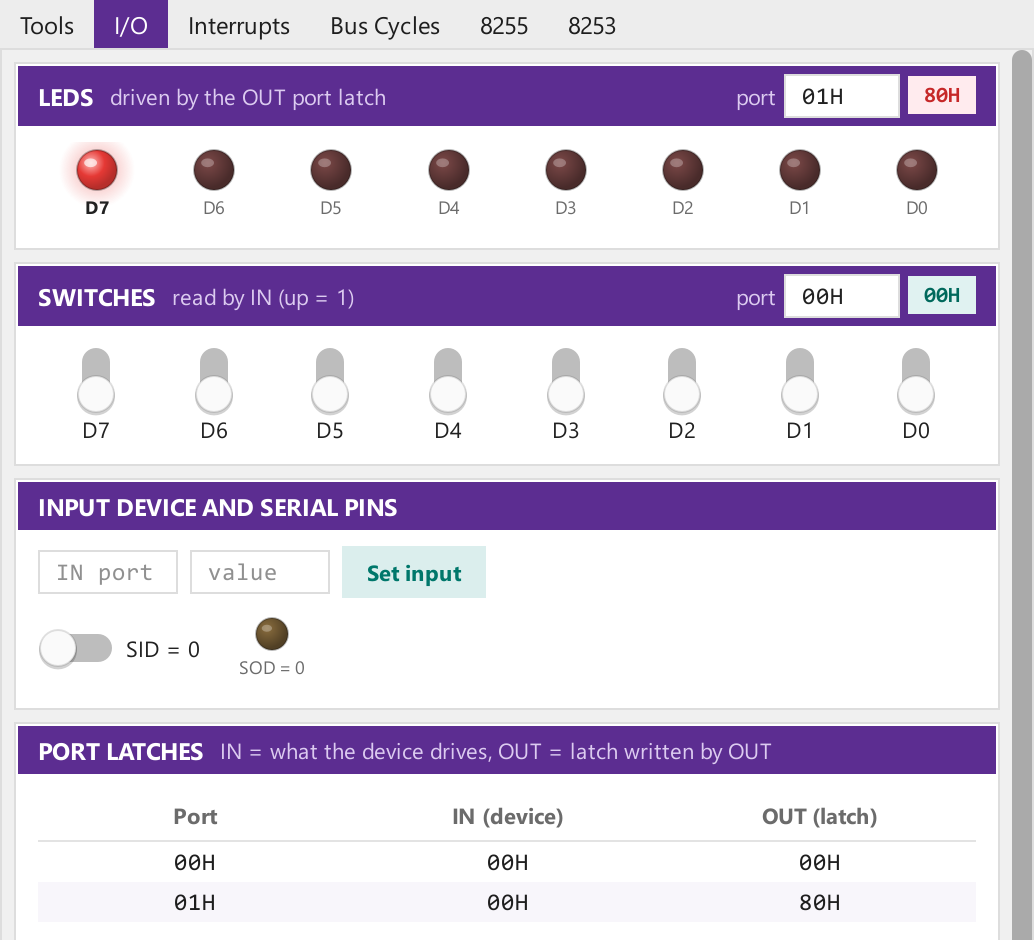 Tools I/O Interrupts Bus Cycles 8255 8253
LEDS driven by the OUT port latch port 01H 80H
D7 D6 D5 D4 D3 D2 D1 D0
SWITCHES read by IN (up = 1) port 00H 00H
D7 D6 D5 D4 D3 D2 D1 D0
INPUT DEVICE AND SERIAL PINS
IN port value Set input
SID = 0 SOD = 0
PORT LATCHES IN = what the device drives, OUT = latch written by OUT
Port IN (device) OUT (latch)
00H 00H 00H
01H 00H 80H